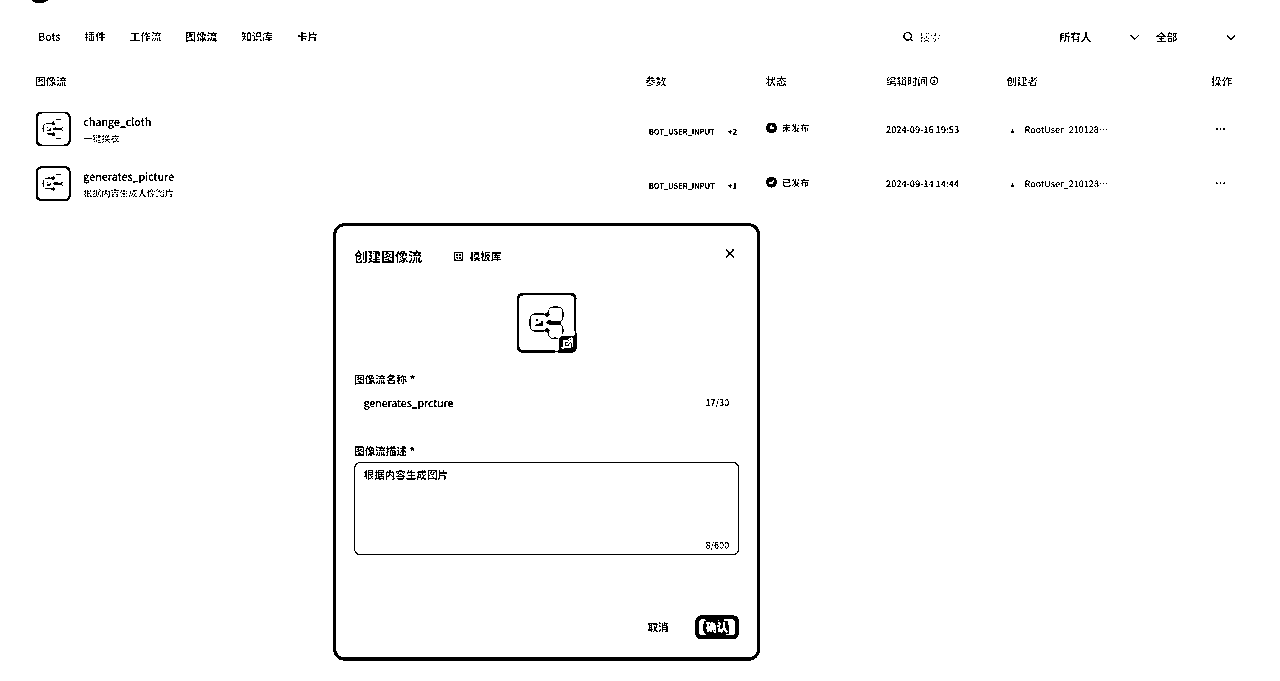 Bots 插件 工作流 图像流 知识库 卡片 搜索 所有人 全部
图像流 参数 状态 编辑时间 创建者 操作
change_cloth
一键换衣
BOT_USER_INPUT +2 未发布 2024-09-16 19:53 RootUser_210128···
generates_picture
根据内容生成人像图片
BOT_USER_INPUT +1 已发布 2024-09-14 14:44 RootUser_210128···
创建图像流 模板库
图像流名称 *
generates_prcture 17/30
图像流描述 *
根据内容生成图片
8/600
取消 确认